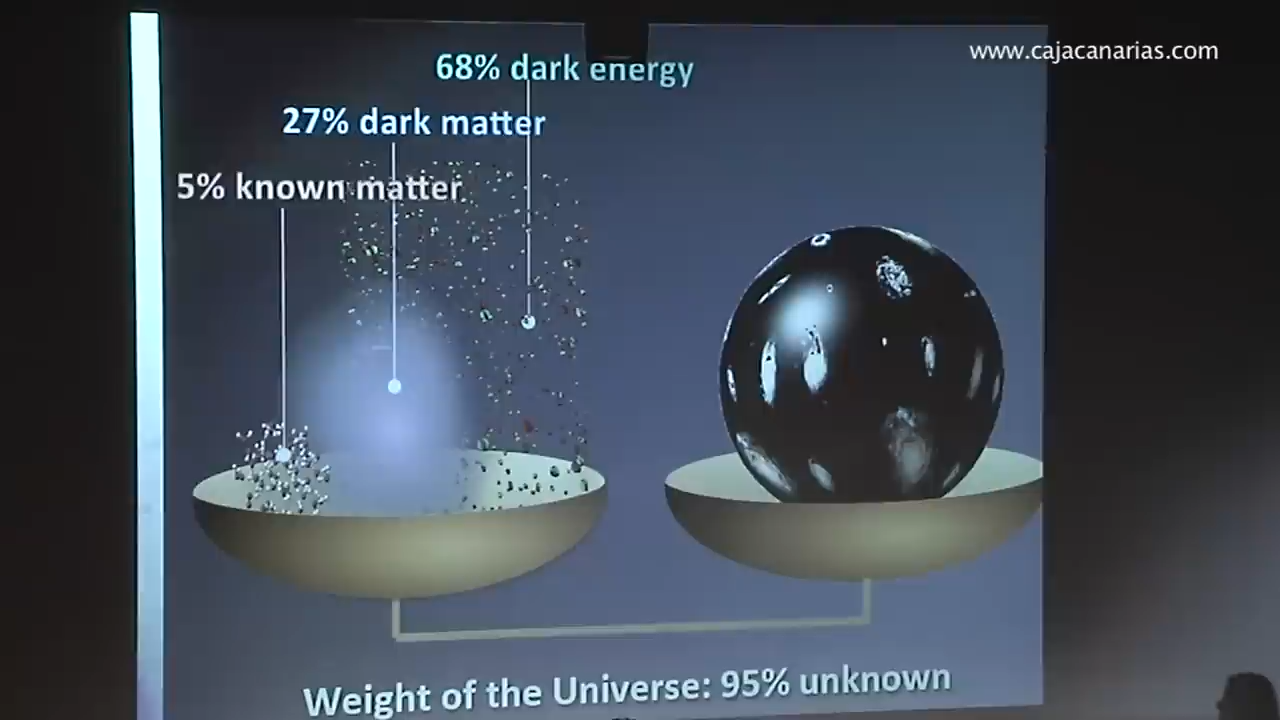 www.cajacanarias.com
68% dark energy
27% dark matter
5% known matter
Weight of the Universe: 95% unknown